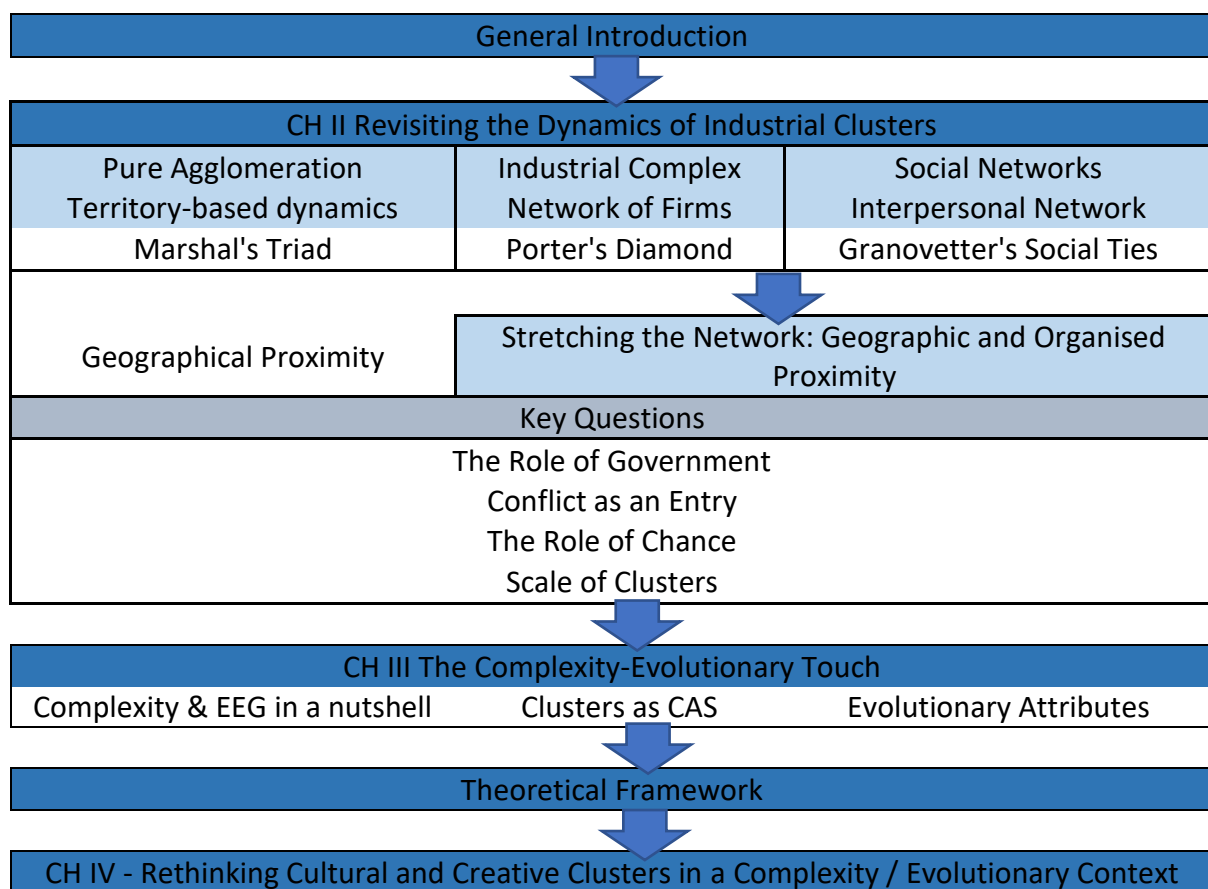 General Introduction
CH II Revisiting the Dynamics of Industrial Clusters
Pure Agglomeration
Territory-based dynamics
Industrial Complex
Network of Firms
Social Networks
Interpersonal Network
Marshal's Triad
Porter's Diamond
Granovetter's Social Ties
Geographical Proximity
Stretching the Network: Geographic and Organised
Proximity
Key Questions
The Role of Government
Conflict as an Entry
The Role of Chance
Scale of Clusters
CH III The Complexity-Evolutionary Touch
Complexity & EEG in a nutshell
Clusters as CAS
Evolutionary Attributes
Theoretical Framework
CH IV - Rethinking Cultural and Creative Clusters in a Complexity / Evolutionary Context